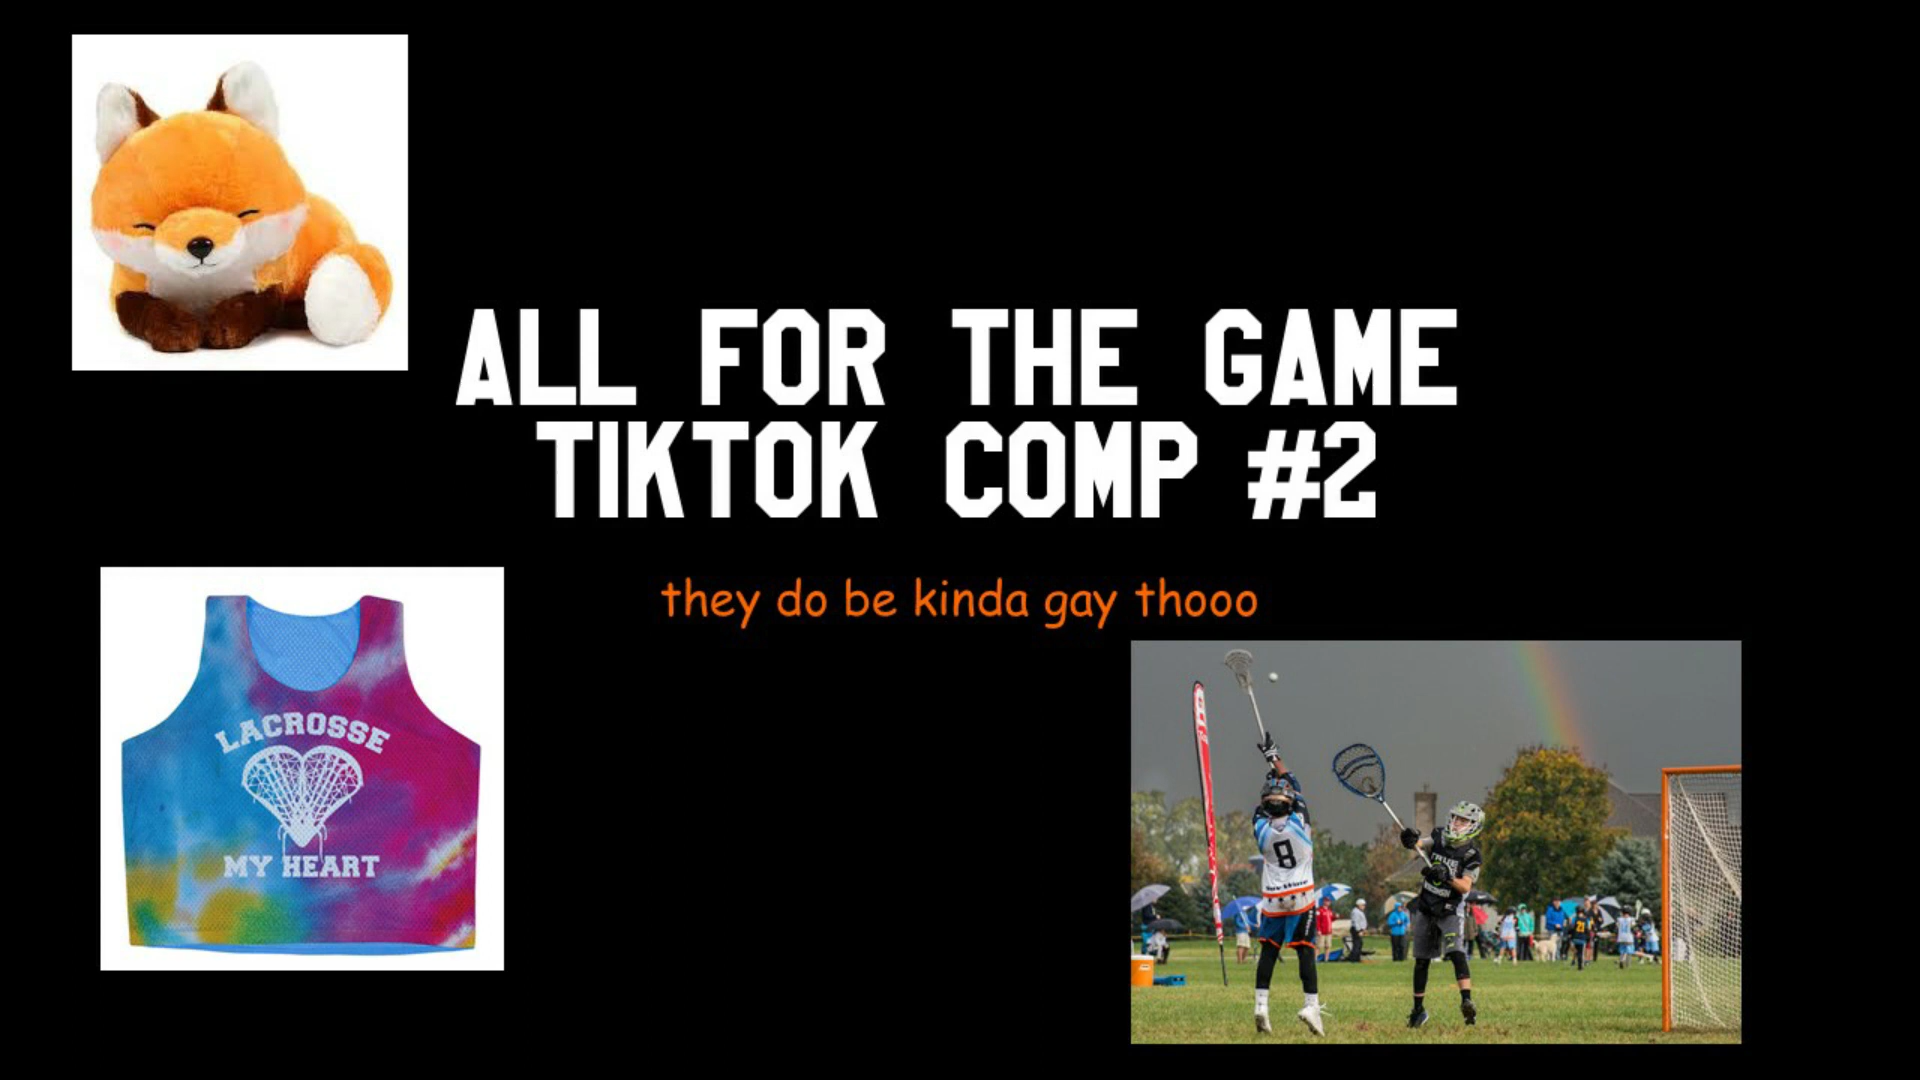 ALL FOR THE GAME
TIKTOK COMP #2
they do be kinda gay thooo
LACROSSE
MY HEART
8